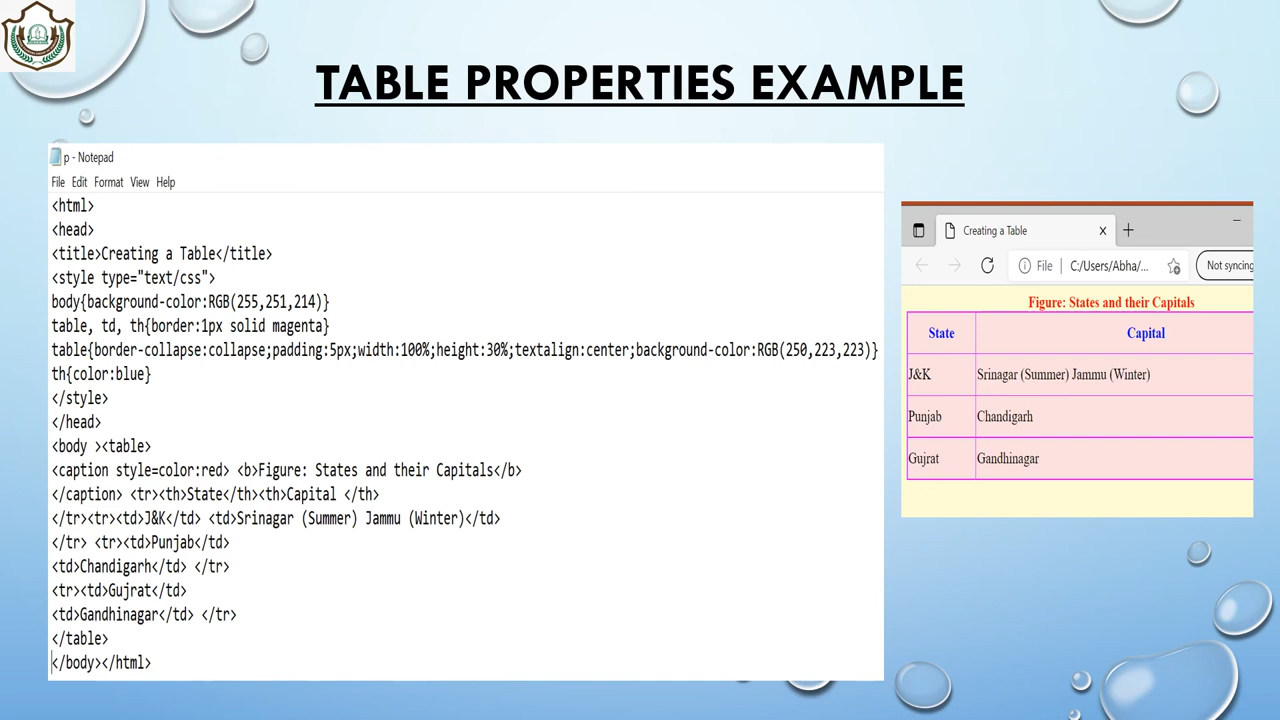 TABLE PROPERTIES EXAMPLE
p - Notepad
File Edit Format View Help
<html>
<head>
<title>Creating a Table</title>
<style type="text/css">
body{background-color:RGB(255,251,214)}
table, td, th{border:1px solid magenta}
table{border-collapse:collapse;padding:5px;width:100%;height:30%;textalign:center;background-color:RGB(250,223,223)}
th{color:blue}
</style>
</head>
<body ><table>
<caption style=color:red> <b>Figure: States and their Capitals</b>
</caption> <tr><th>State</th><th>Capital </th>
</tr><tr><td>J&K</td> <td>Srinagar (Summer) Jammu (Winter)</td>
</tr> <tr><td>Punjab</td>
<td>Chandigarh</td> </tr>
<tr><td>Gujrat</td>
<td>Gandhinagar</td> </tr>
</table>
</body></html>
Creating a Table
File C:/Users/Abha/... Not syncing
Figure: States and their Capitals
State Capital
J&K Srinagar (Summer) Jammu (Winter)
Punjab Chandigarh
Gujrat Gandhinagar